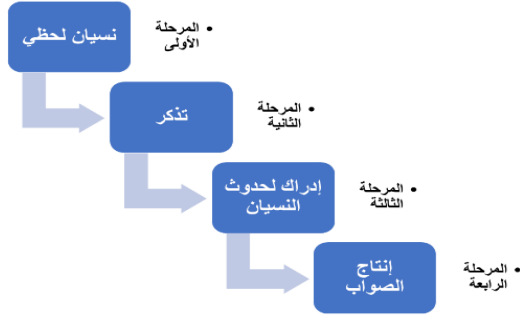 نسيان لحظي
• المرحلة
الأولى
تذكر
• المرحلة
الثانية
إدراك لحدوث
النسيان
• المرحلة
الثالثة
إنتاج
الصواب
• المرحلة
الرابعة